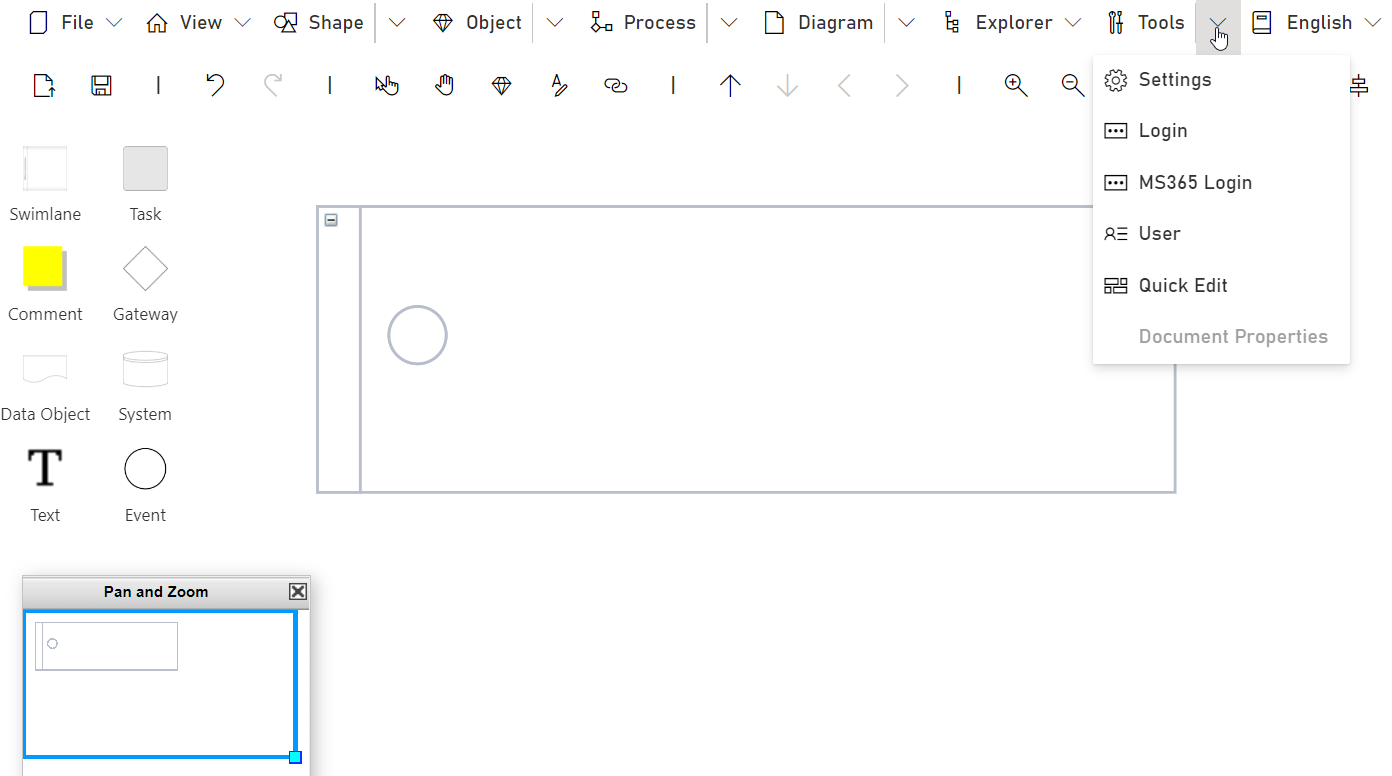 File View Shape Object Process Diagram Explorer Tools English
Settings
Login
MS365 Login
User
Quick Edit
Document Properties
Swimlane Task
Comment Gateway
Data Object System
T
Text Event
Pan and Zoom